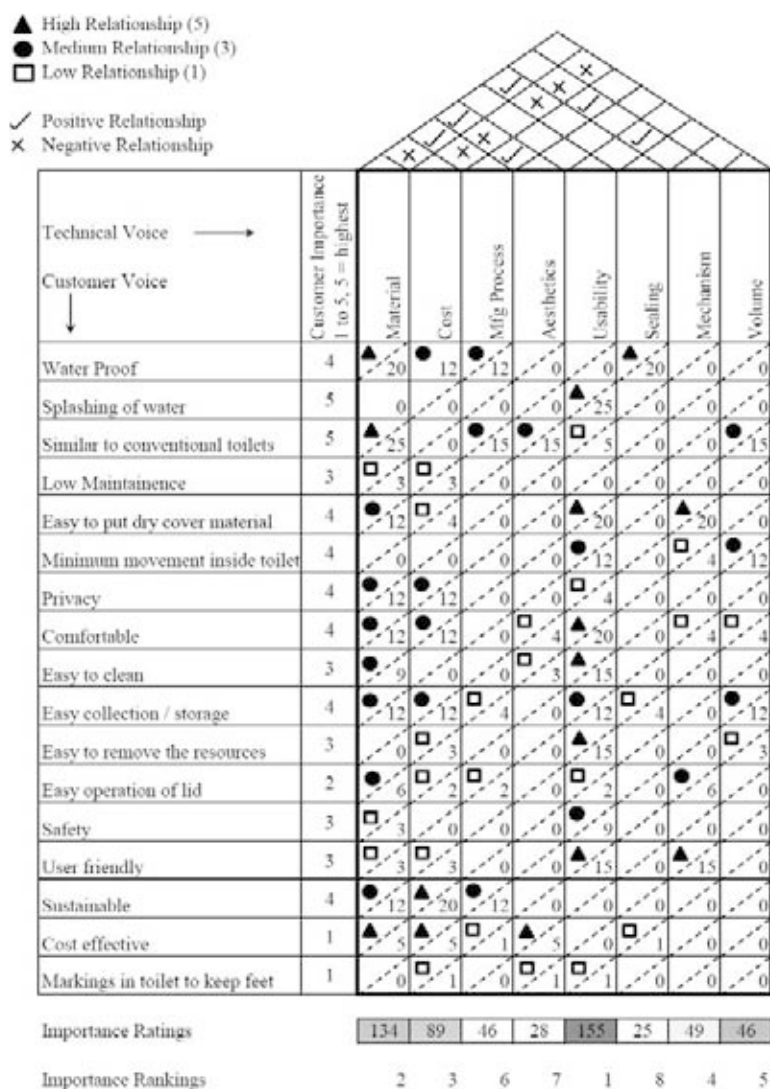 High Relationship (5)
Medium Relationship (3)
Low Relationship (1)
Positive Relationship
Negative Relationship
Technical Voice
Customer Voice
Customer Importance
1 to 5, 5 = highest
Material
Cost
Mfg Process
Aesthetics
Usability
Sealing
Mechanism
Volume
Water Proof 4 20 12 12 0 0 20 0 0
Splashing of water 5 0 0 0 0 25 0 0 0
Similar to conventional toilets 5 25 0 15 15 5 0 0 15
Low Maintainence 3 3 3 0 0 0 0 0 0
Easy to put dry cover material 4 12 4 0 0 20 0 20 0
Minimum movement inside toilet 4 0 0 0 0 12 0 4 12
Privacy 4 12 12 0 0 4 0 0 0
Comfortable 4 12 12 0 4 20 0 4 4
Easy to clean 3 9 0 0 3 15 0 0 0
Easy collection / storage 4 12 12 4 0 12 4 0 12
Easy to remove the resources 3 0 3 0 0 15 0 0 3
Easy operation of lid 2 6 2 2 0 2 0 6 0
Safety 3 3 0 0 0 9 0 0 0
User friendly 3 3 3 0 0 15 0 15 0
Sustainable 4 12 20 12 0 0 0 0 0
Cost effective 1 5 5 1 5 0 1 0 0
Markings in toilet to keep feet 1 0 1 0 1 1 0 0 0
Importance Ratings 134 89 46 28 155 25 49 46
Importance Rankings 2 3 6 7 1 8 4 5